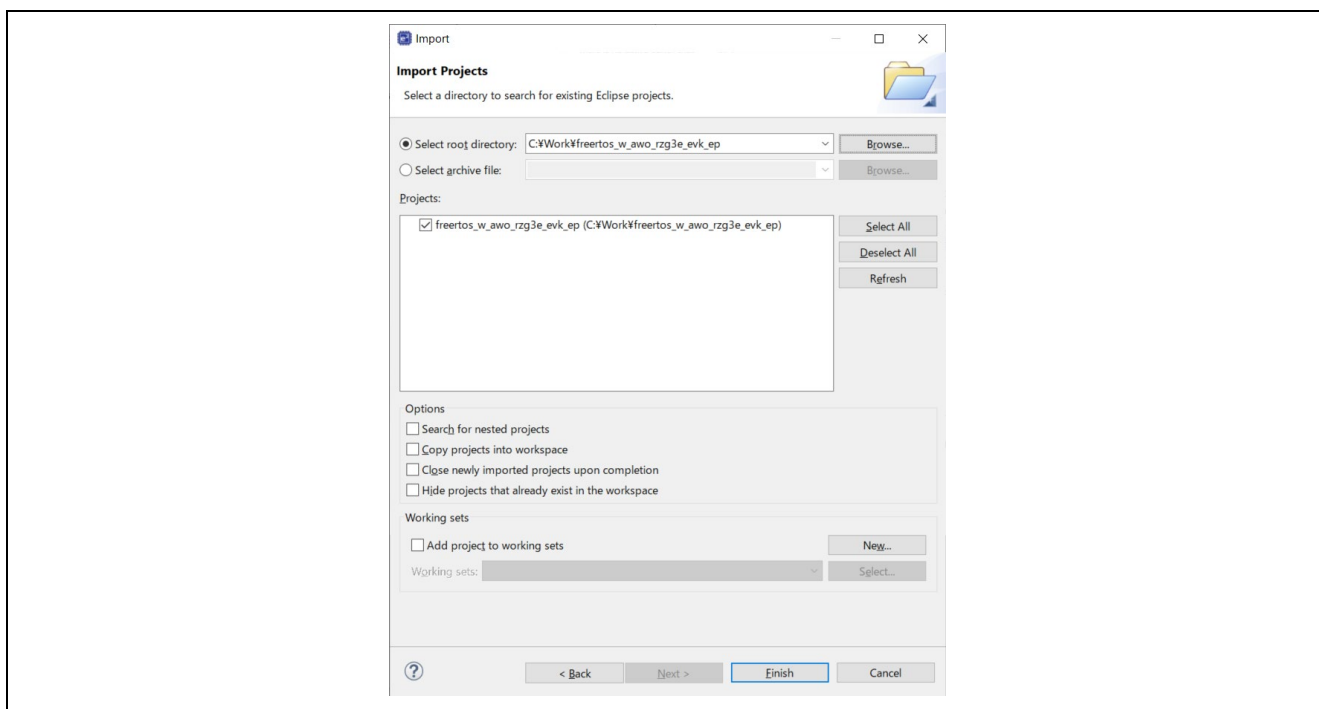 Import
Import Projects
Select a directory to search for existing Eclipse projects.
Select root directory: C:¥Work¥freertos_w_awo_rzg3e_evk_ep Browse...
Select archive file: Browse...
Projects:
freertos_w_awo_rzg3e_evk_ep (C:¥Work¥freertos_w_awo_rzg3e_evk_ep) Select All
Deselect All
Refresh
Options
Search for nested projects
Copy projects into workspace
Close newly imported projects upon completion
Hide projects that already exist in the workspace
Working sets
Add project to working sets New...
Working sets: Select...
? < Back Next > Finish Cancel